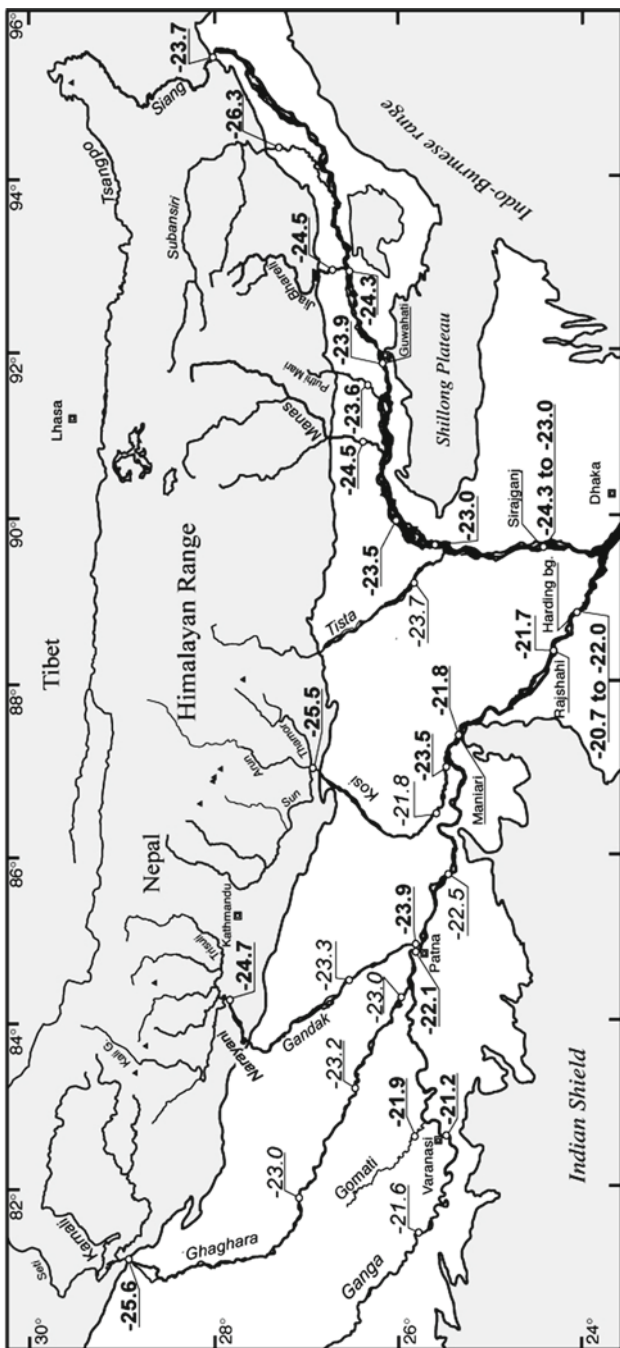 82°
84°
86°
88°
90°
92°
94°
96°
30°
28°
26°
24°
Tibet
Lhasa
Tsangpo
Siang
-23.7
Seti
Karnali
-25.6
Kali G.
Trisuli
Nepal
Kathmandu
-24.7
Narayani
Himalayan Range
Sun
Arun
Thamor
-25.5
Subansiri
-26.3
JiaBhareli
-24.5
Manas
Puthi Mari
Ghaghara
-23.0
-23.2
Gandak
-23.3
-23.0
Kosi
-21.8
-23.5
-21.8
Tista
-23.7
-23.5
-24.5
-23.6
-23.9
-24.3
Guwahati
Indo-Burmese range
Shillong Plateau
-23.0
Ganga
-21.6
Gomati
-21.9
Varanasi
-21.2
-22.1
-23.9
Patna
-22.5
Maniari
-21.7
Rajshahi
Harding bg.
-20.7 to -22.0
Sirajganj
-24.3 to -23.0
Dhaka
Indian Shield